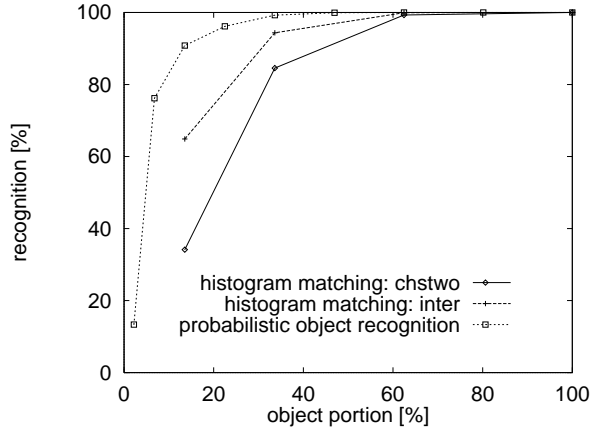 100
80
60
40
20
0
recognition [%]
histogram matching: chstwo
histogram matching: inter
probabilistic object recognition
0 20 40 60 80 100
object portion [%]